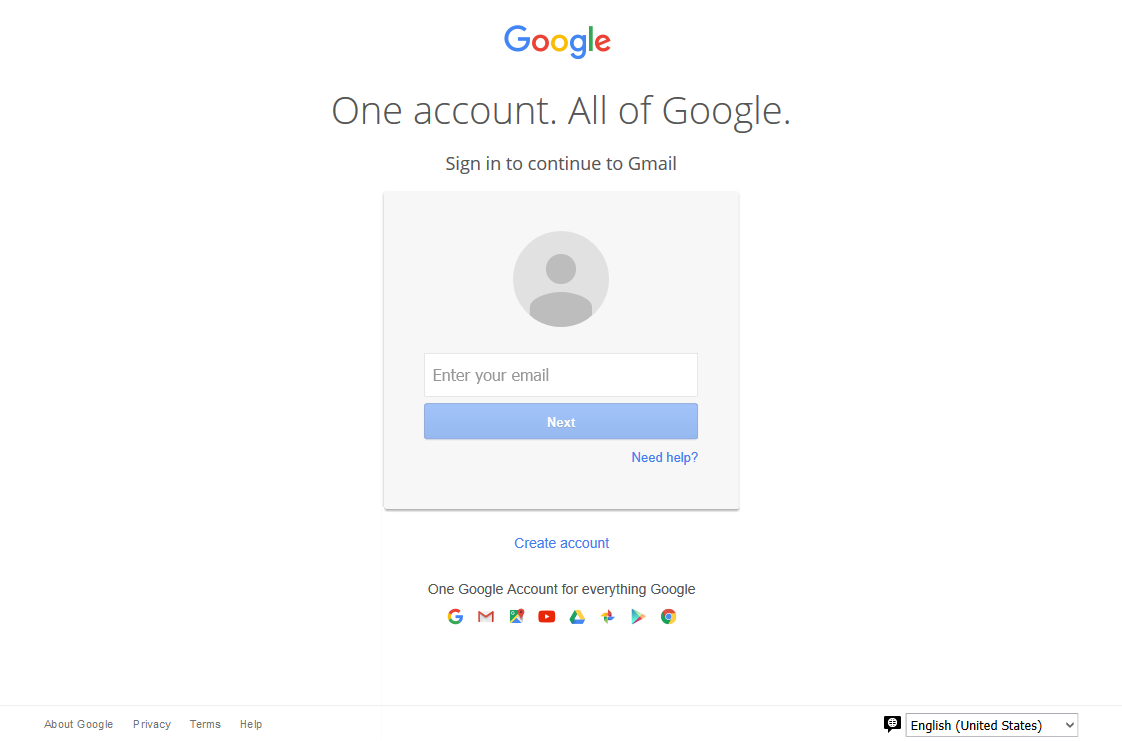 Google
One account. All of Google.
Sign in to continue to Gmail
Enter your email
Next
Need help?
Create account
One Google Account for everything Google
About Google Privacy Terms Help English (United States)